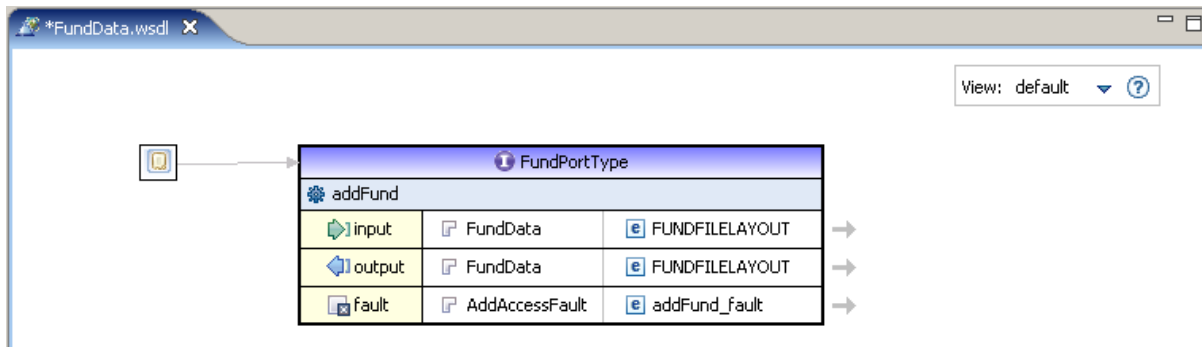 *FundData.wsdl
View: default
FundPortType
addFund
input FundData e FUNDFILELAYOUT
output FundData e FUNDFILELAYOUT
fault AddAccessFault e addFund_fault